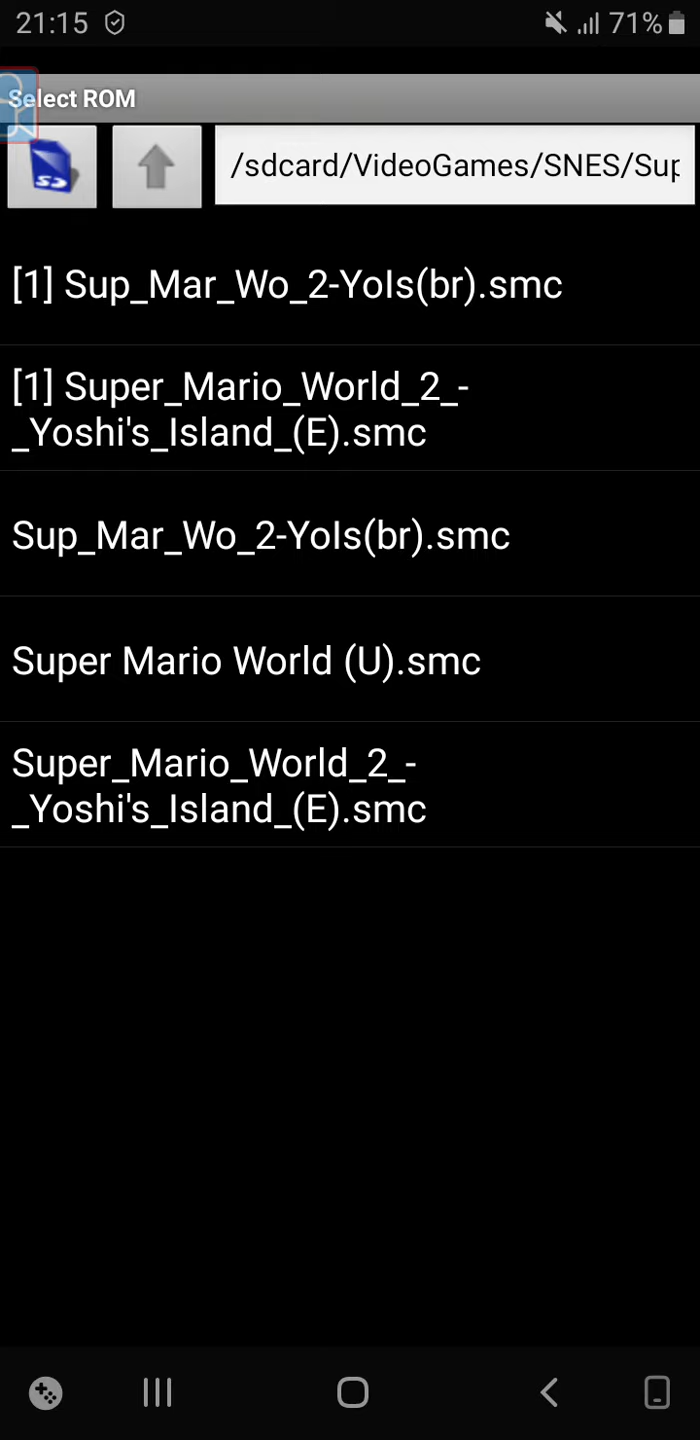 21:15
71%
Select ROM
/sdcard/VideoGames/SNES/Sup
[1] Sup_Mar_Wo_2-YoIs(br).smc
[1] Super_Mario_World_2_-
_Yoshi's_Island_(E).smc
Sup_Mar_Wo_2-YoIs(br).smc
Super Mario World (U).smc
Super_Mario_World_2_-
_Yoshi's_Island_(E).smc